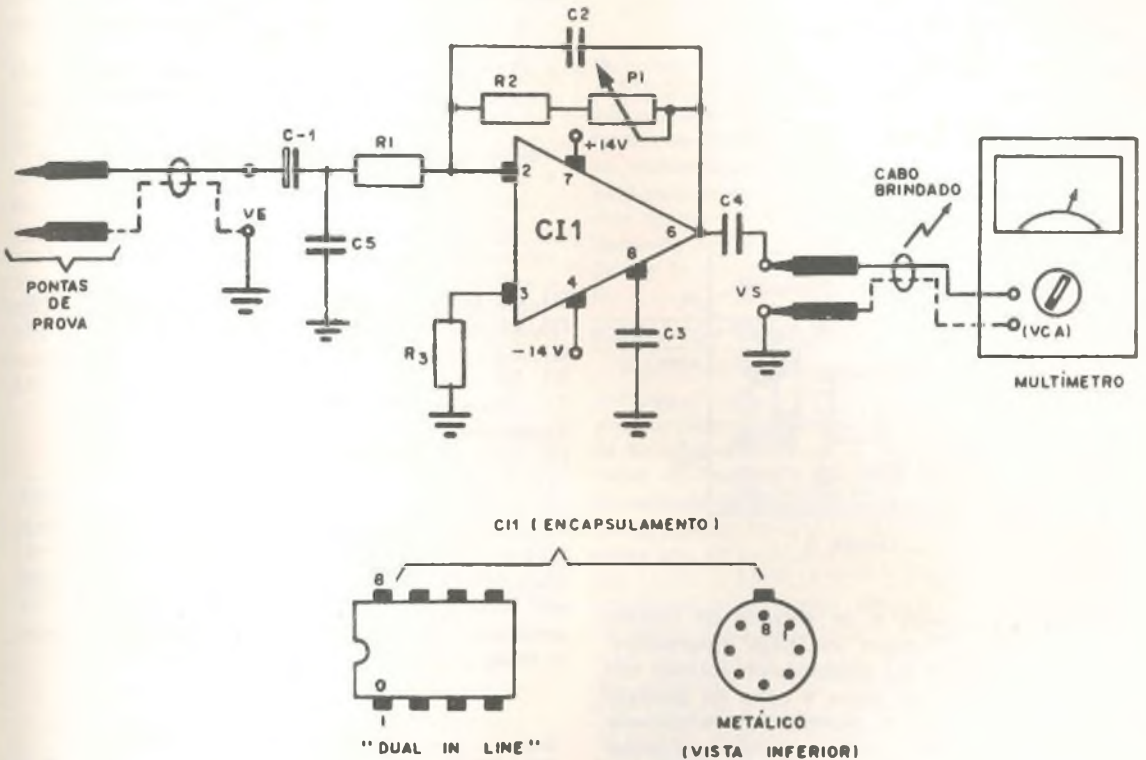 C2
R2
P1
C-1
R1
+14V
2
7
VE
C5
CI1
6
C4
CABO
BRINDADO
PONTAS
DE
PROVA
3
4
8
R3
-14V
C3
VS
(VCA)
MULTÍMETRO
CI1 (ENCAPSULAMENTO)
8
8
1
1
METÁLICO
"DUAL IN LINE"
(VISTA INFERIOR)